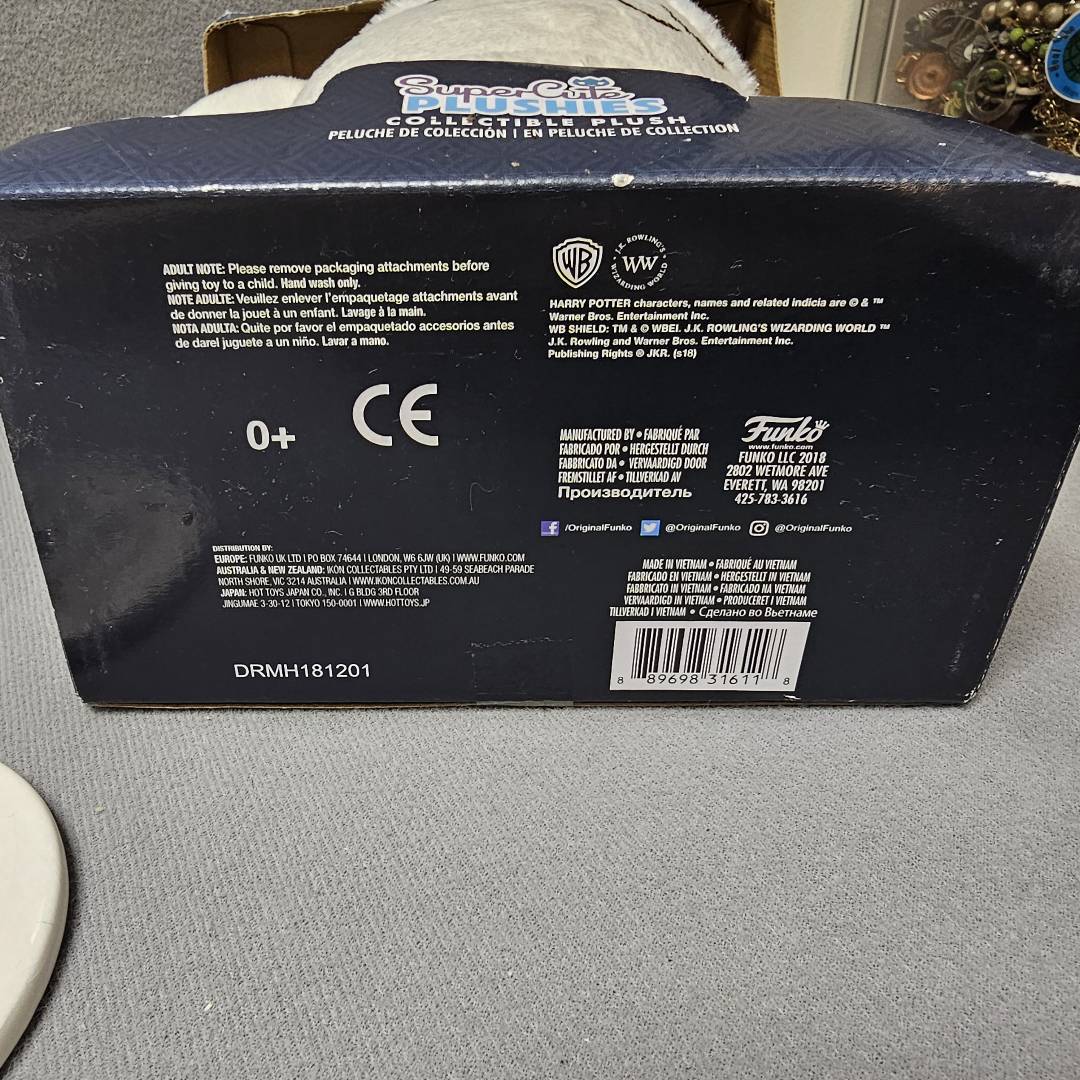 SuperCute
PLUSHIES
COLLECTIBLE PLUSH
PELUCHE DE COLECCIÓN | EN PELUCHE DE COLLECTION
ADULT NOTE: Please remove packaging attachments before
giving toy to a child. Hand wash only.
NOTE ADULTE: Veuillez enlever l'empaquetage attachments avant
de donner la jouet à un enfant. Lavage à la main.
NOTA ADULTA: Quite por favor el empaquetado accesorios antes
de darel juguete a un niño. Lavar a mano.
WB
J.K. ROWLING'S
WW
WIZARDING WORLD
HARRY POTTER characters, names and related indicia are © & ™
Warner Bros. Entertainment Inc.
WB SHIELD: TM & © WBEI. J.K. ROWLING'S WIZARDING WORLD ™
J.K. Rowling and Warner Bros. Entertainment Inc.
Publishing Rights © JKR. (s18)
0+
CE
MANUFACTURED BY • FABRIQUÉ PAR
FABRICADO POR • HERGESTELLT DURCH
FABBRICATO DA • VERVAARDIGD DOOR
FREMSTILLET AF • TILLVERKAD AV
Производитель
Funko
www.funko.com
FUNKO LLC 2018
2802 WETMORE AVE
EVERETT, WA 98201
425-783-3616
f /OriginalFunko @OriginalFunko @OriginalFunko
DISTRIBUTION BY:
EUROPE: FUNKO UK LTD | PO BOX 74644 | LONDON, W6 6JW (UK) | WWW.FUNKO.COM
AUSTRALIA & NEW ZEALAND: IKON COLLECTABLES PTY LTD | 49-59 SEABEACH PARADE
NORTH SHORE, VIC 3214 AUSTRALIA | WWW.IKONCOLLECTABLES.COM.AU
JAPAN: HOT TOYS JAPAN CO., INC. | G BLDG 3RD FLOOR
JINGUMAE 3-30-12 | TOKYO 150-0001 | WWW.HOTTOYS.JP
MADE IN VIETNAM • FABRIQUÉ AU VIETNAM
FABRICADO EN VIETNAM • HERGESTELLT IN VIETNAM
FABBRICATO IN VIETNAM • FABRICADO NA VIETNAM
VERVAARDIGD IN VIETNAM • PRODUCERET I VIETNAM
TILLVERKAD I VIETNAM • Сделано во Вьетнаме
DRMH181201
8 89698 31611 8